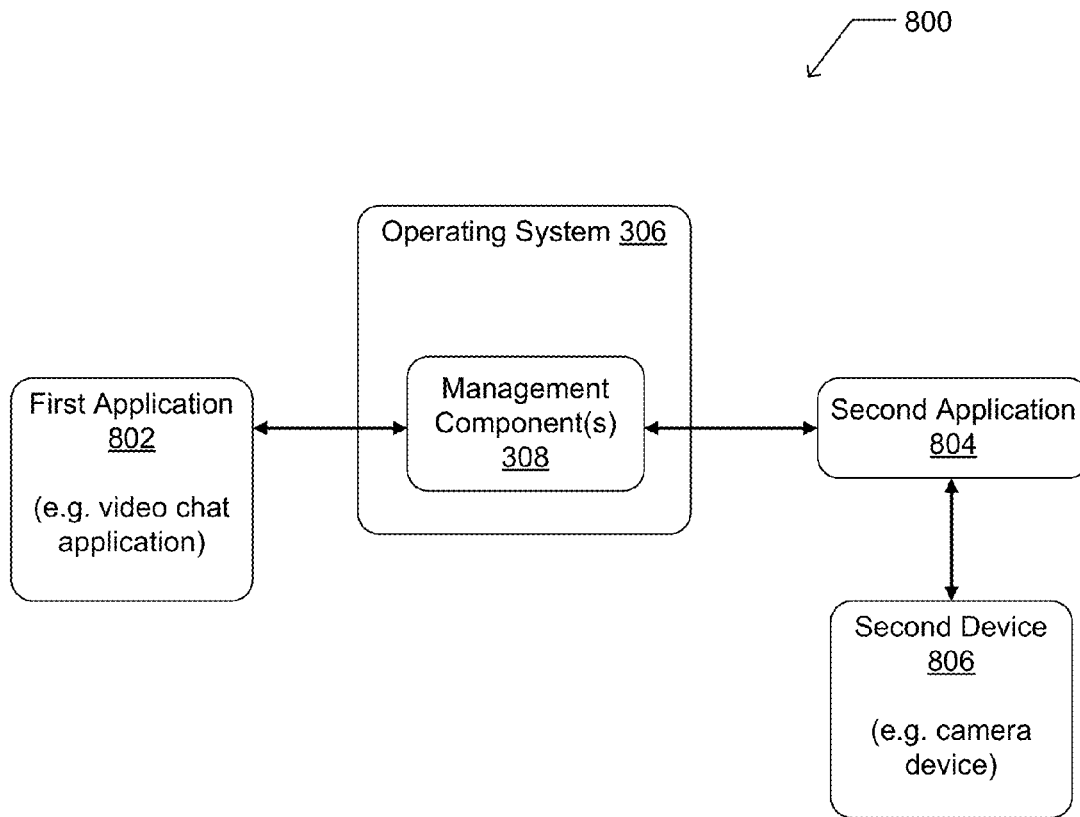 800
Operating System 306
Management
Component(s)
308
First Application
802
(e.g. video chat
application)
Second Application
804
Second Device
806
(e.g. camera
device)